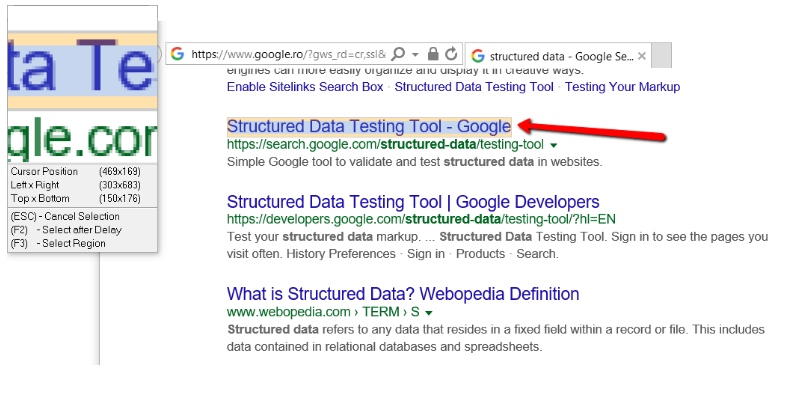 ta Te
gle.cor
Cursor Position (469x169)
Left x Right (303x683)
Top x Bottom (150x176)
(ESC) - Cancel Selection
(F2) - Select after Delay
(F3) - Select Region
https://www.google.ro/?gws_rd=cr,ssl&
structured data - Google Se...
engines can more easily organize and display it in creative ways.
Enable Sitelinks Search Box · Structured Data Testing Tool · Testing Your Markup
Structured Data Testing Tool - Google
https://search.google.com/structured-data/testing-tool
Simple Google tool to validate and test structured data in websites.
Structured Data Testing Tool | Google Developers
https://developers.google.com/structured-data/testing-tool/?hl=EN
Test your structured data markup. ... Structured Data Testing Tool. Sign in to see the pages you
visit often. History Preferences · Sign in · Products · Search.
What is Structured Data? Webopedia Definition
www.webopedia.com › TERM › S
Structured data refers to any data that resides in a fixed field within a record or file. This includes
data contained in relational databases and spreadsheets.